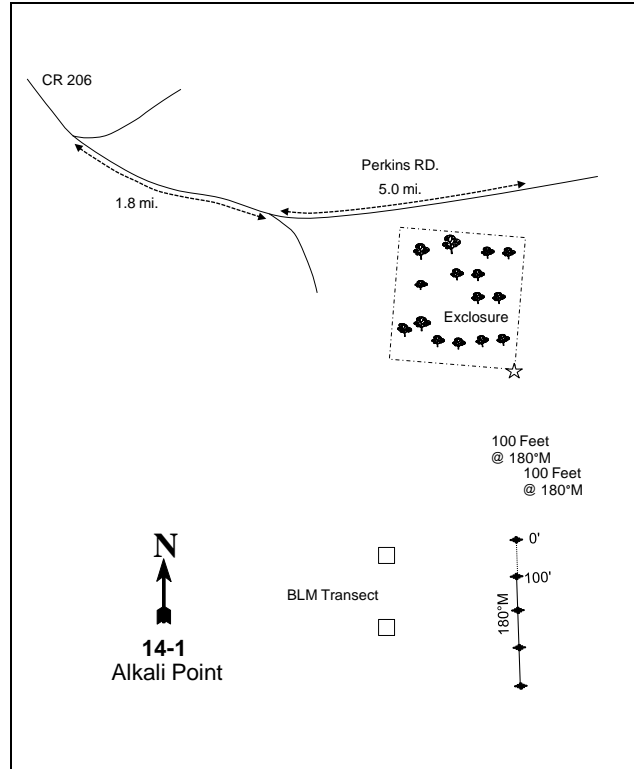 CR 206
Perkins RD.
5.0 mi.
1.8 mi.
Exclosure
100 Feet
@ 180°M
100 Feet
@ 180°M
N
0'
100'
180°M
BLM Transect
14-1
Alkali Point